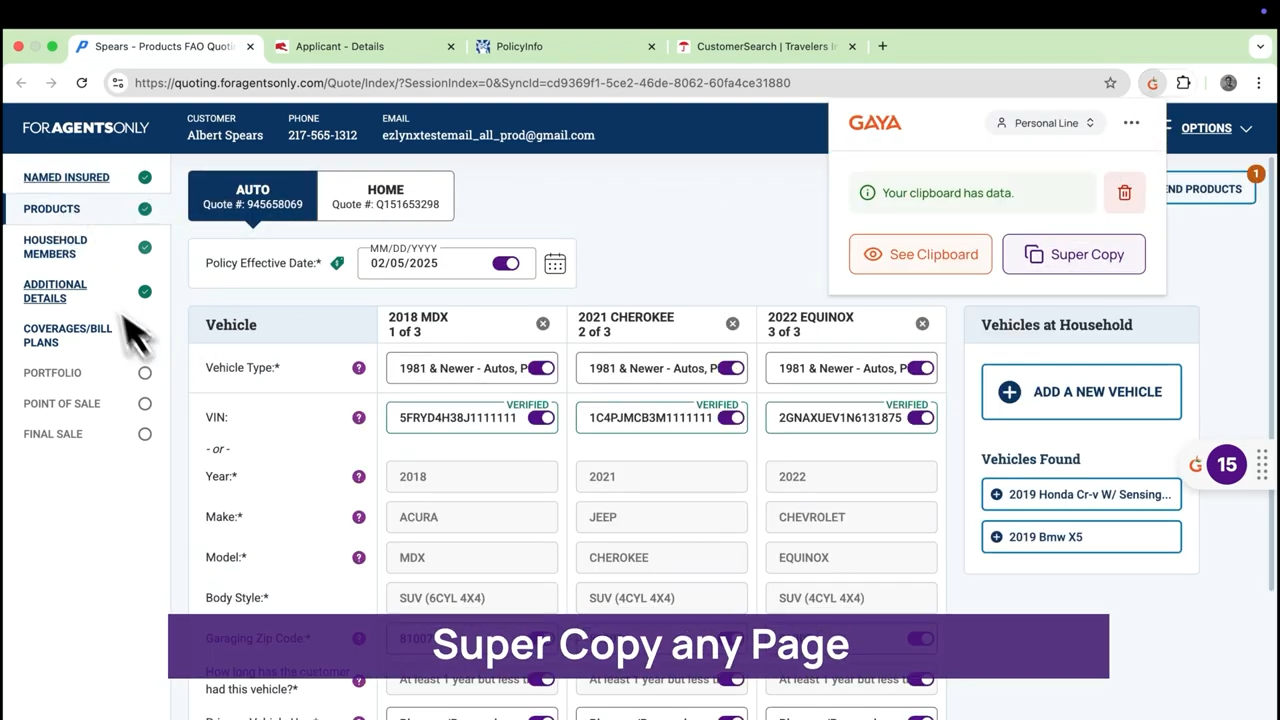 Spears - Products FAO Quoti
Applicant - Details
PolicyInfo
CustomerSearch | Travelers I
https://quoting.foragentsonly.com/Quote/Index/?SessionIndex=0&SyncId=cd9369f1-5ce2-46de-8062-60fa4ce31880
FORAGENTSONLY
CUSTOMER
Albert Spears
PHONE
217-565-1312
EMAIL
ezlynxtestemail_all_prod@gmail.com
OPTIONS
GAYA
Personal Line
Your clipboard has data.
See Clipboard
Super Copy
END PRODUCTS
1
NAMED INSURED
PRODUCTS
HOUSEHOLD
MEMBERS
ADDITIONAL
DETAILS
COVERAGES/BILL
PLANS
PORTFOLIO
POINT OF SALE
FINAL SALE
AUTO
Quote #: 945658069
HOME
Quote #: Q151653298
Policy Effective Date:*
MM/DD/YYYY
02/05/2025
Vehicle
2018 MDX
1 of 3
2021 CHEROKEE
2 of 3
2022 EQUINOX
3 of 3
Vehicle Type:*
1981 & Newer - Autos, P
1981 & Newer - Autos, P
1981 & Newer - Autos, P
VERIFIED
VERIFIED
VERIFIED
VIN:
5FRYD4H38J1111111
1C4PJMCB3M1111111
2GNAXUEV1N6131875
- or -
Year:*
2018
2021
2022
Make:*
ACURA
JEEP
CHEVROLET
Model:*
MDX
CHEROKEE
EQUINOX
Body Style:*
SUV (6CYL 4X4)
SUV (4CYL 4X4)
SUV (4CYL 4X4)
Garaging Zip Code:*
81007
How long has the customer
had this vehicle?*
At least 1 year but less t
At least 1 year but less t
At least 1 year but less t
Vehicles at Household
ADD A NEW VEHICLE
Vehicles Found
2019 Honda Cr-v W/ Sensing...
2019 Bmw X5
15
Super Copy any Page